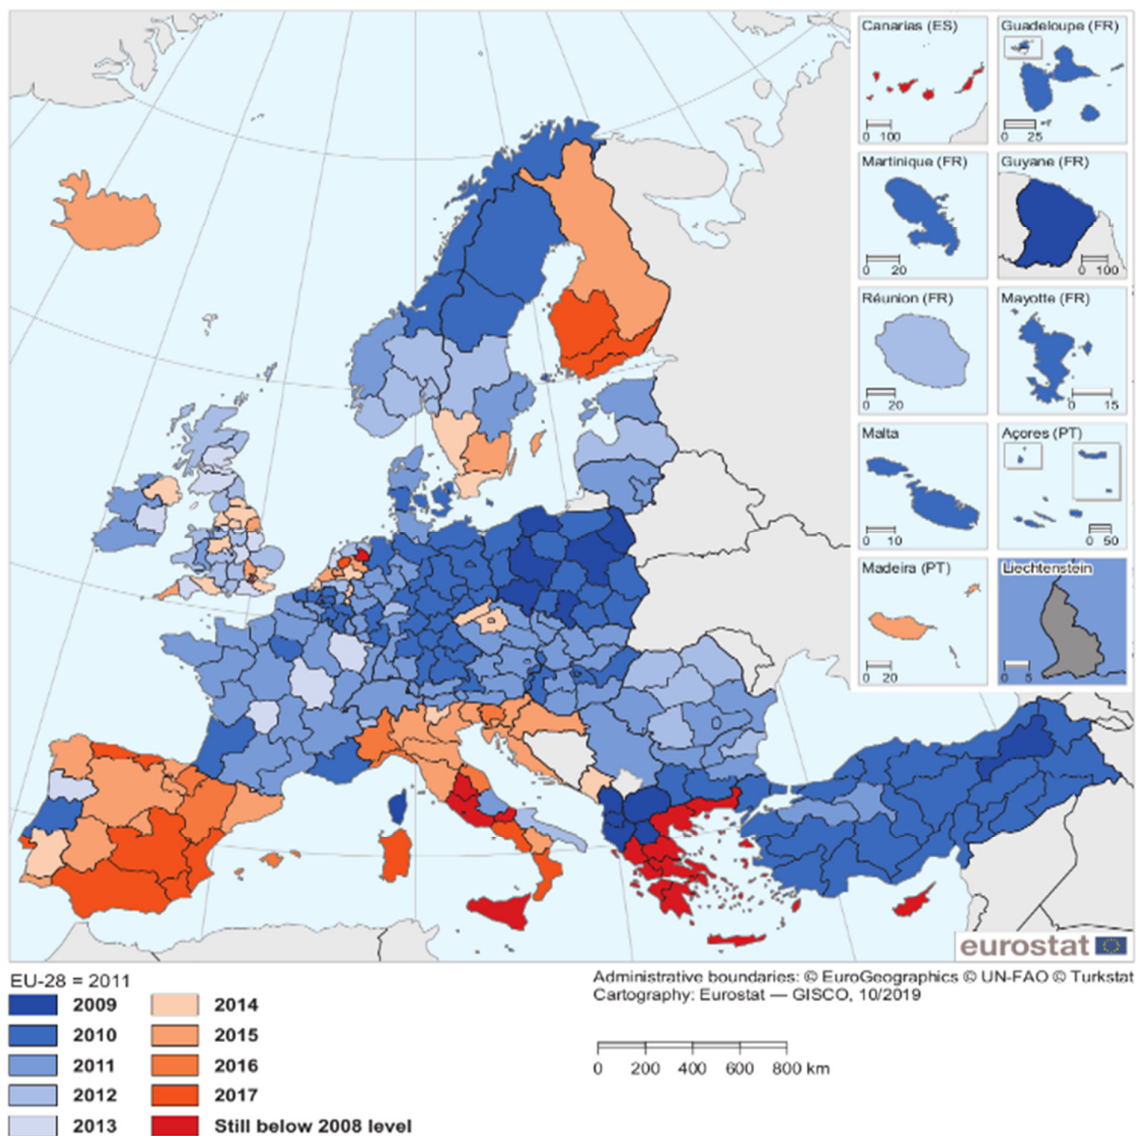 Canarias (ES)
0 100
Guadeloupe (FR)
0 25
Martinique (FR)
0 20
Guyane (FR)
0 100
Réunion (FR)
0 20
Mayotte (FR)
0 15
Malta
0 10
Açores (PT)
0 50
Madeira (PT)
0 20
Liechtenstein
0 5
eurostat
EU-28 = 2011
2009
2010
2011
2012
2013
2014
2015
2016
2017
Still below 2008 level
Administrative boundaries: © EuroGeographics © UN-FAO © Turkstat
Cartography: Eurostat — GISCO, 10/2019
0 200 400 600 800 km